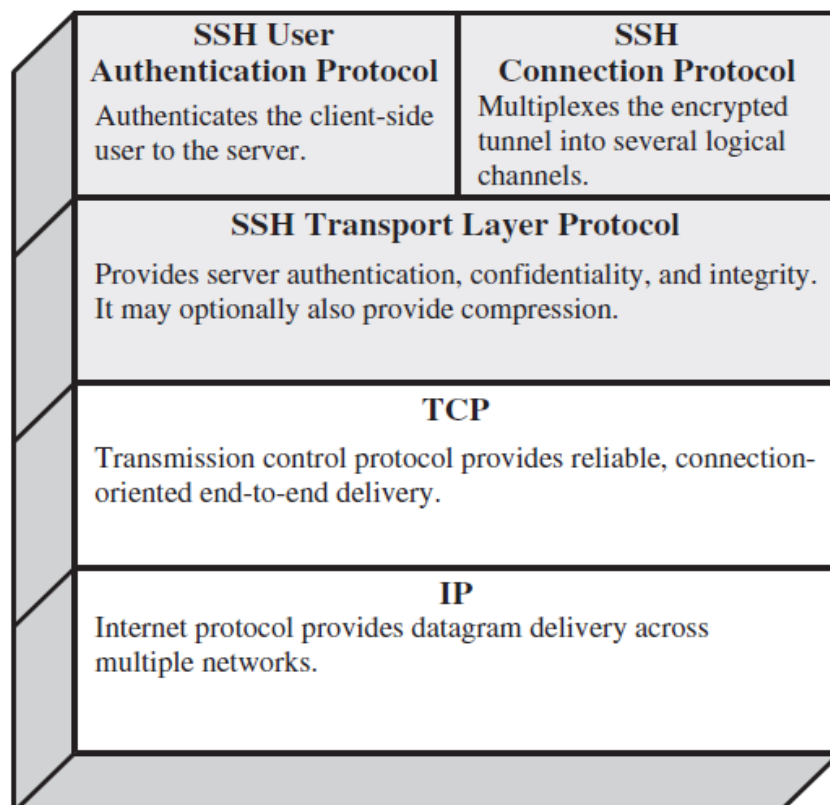 SSH User
Authentication Protocol
Authenticates the client-side
user to the server.
SSH
Connection Protocol
Multiplexes the encrypted
tunnel into several logical
channels.
SSH Transport Layer Protocol
Provides server authentication, confidentiality, and integrity.
It may optionally also provide compression.
TCP
Transmission control protocol provides reliable, connection-
oriented end-to-end delivery.
IP
Internet protocol provides datagram delivery across
multiple networks.